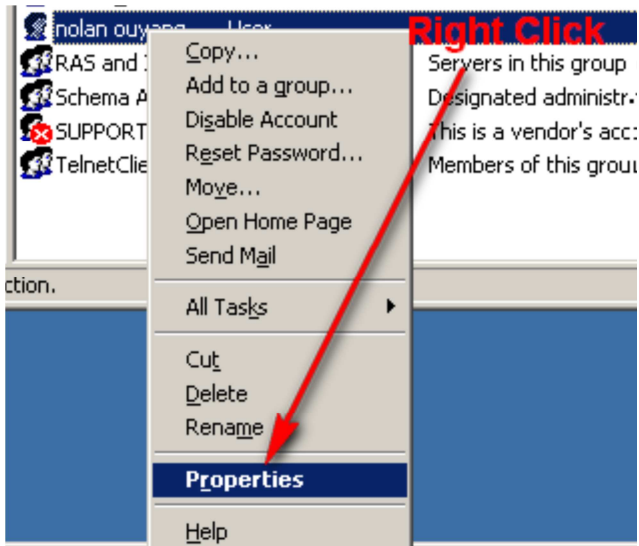 nolan ouyang User Right Click
RAS and Servers in this group
Schema A Designated administr
SUPPORT This is a vendor's acc
TelnetClie Members of this grou
Copy...
Add to a group...
Disable Account
Reset Password...
Move...
Open Home Page
Send Mail
ction.
All Tasks
Cut
Delete
Rename
Properties
Help